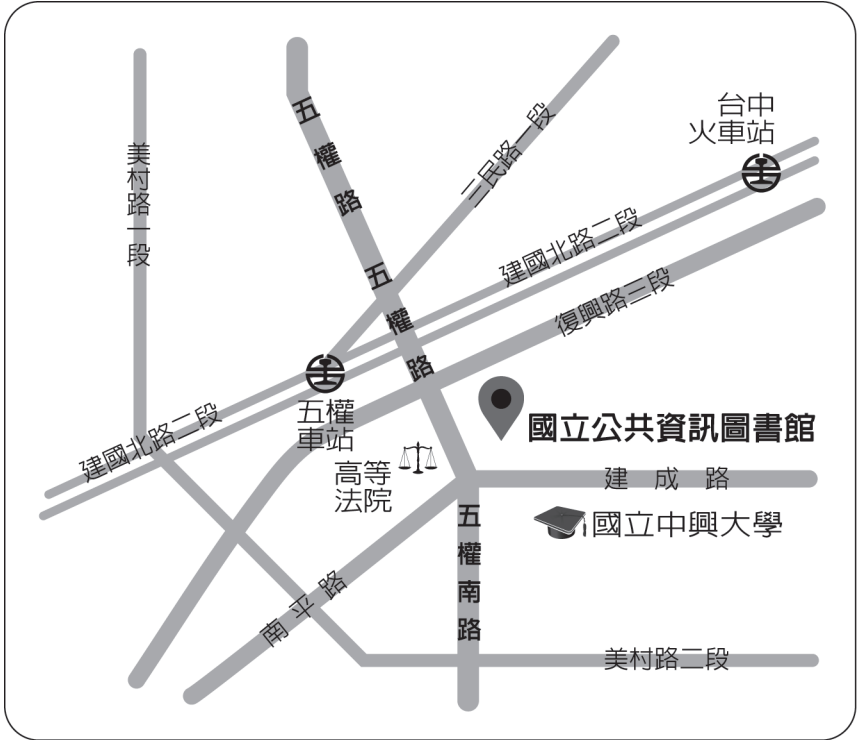 台中
火車站
五權路
三民路一段
美村路一段
建國北路二段
五權路
復興路三段
五權
車站
建國北路二段
國立公共資訊圖書館
高等
法院
建成路
國立中興大學
五權南路
南平路
美村路二段